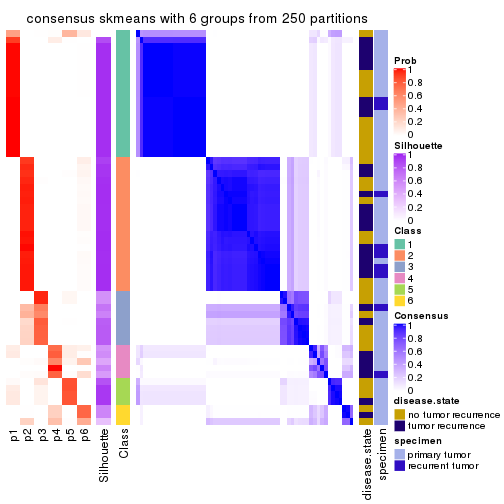 consensus skmeans with 6 groups from 250 partitions
Prob
1
0.8
0.6
0.4
0.2
0
Silhouette
1
0.8
0.6
0.4
0.2
0
Class
1
2
3
4
5
6
Consensus
1
0.8
0.6
0.4
0.2
0
disease.state
no tumor recurrence
tumor recurrence
specimen
primary tumor
recurrent tumor
p1
p2
p3
p4
p5
p6
Silhouette
Class
disease.state
specimen